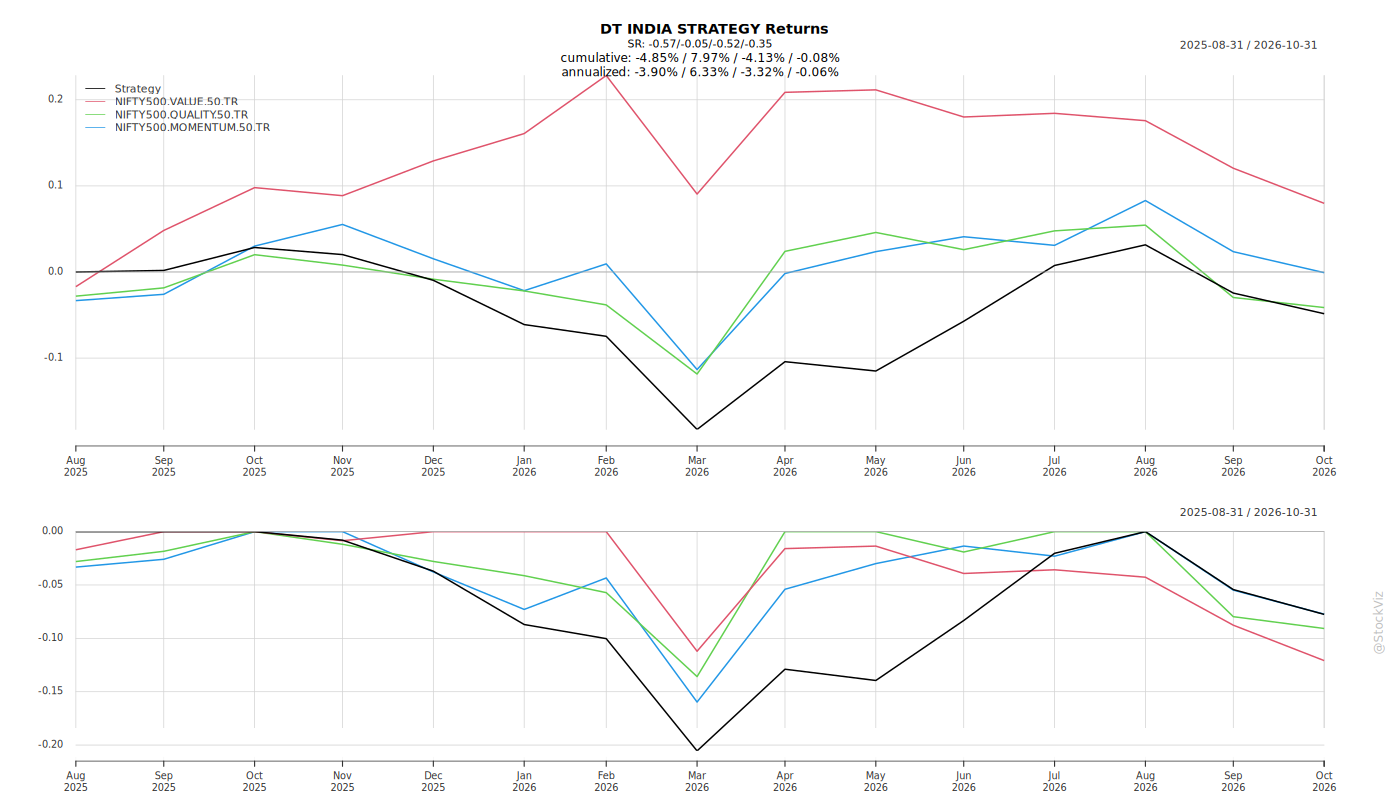 DT INDIA STRATEGY Returns
SR: -0.57/-0.05/-0.52/-0.35
2025-08-31 / 2026-10-31
cumulative: -4.85% / 7.97% / -4.13% / -0.08%
annualized: -3.90% / 6.33% / -3.32% / -0.06%
Strategy
NIFTY500.VALUE.50.TR
NIFTY500.QUALITY.50.TR
NIFTY500.MOMENTUM.50.TR
0.2
0.1
0.0
-0.1
Aug Sep Oct Nov Dec Jan Feb Mar Apr May Jun Jul Aug Sep Oct
2025 2025 2025 2025 2025 2026 2026 2026 2026 2026 2026 2026 2026 2026 2026
2025-08-31 / 2026-10-31
0.00
-0.05
-0.10
-0.15
-0.20
Aug Sep Oct Nov Dec Jan Feb Mar Apr May Jun Jul Aug Sep Oct
2025 2025 2025 2025 2025 2026 2026 2026 2026 2026 2026 2026 2026 2026 2026
@StockViz